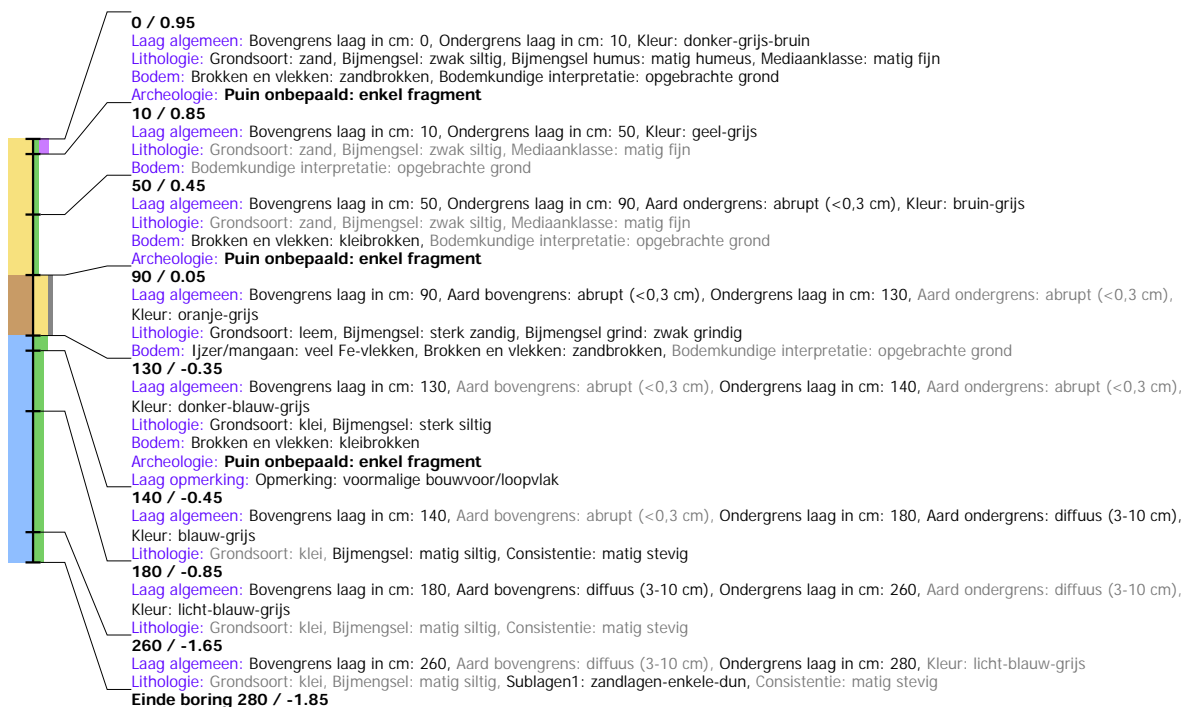 0 / 0.95
Laag algemeen: Bovengrens laag in cm: 0, Ondergrens laag in cm: 10, Kleur: donker-grijs-bruin
Lithologie: Grondsoort: zand, Bijmengsel: zwak siltig, Bijmengsel humus: matig humeus, Mediaanklasse: matig fijn
Bodem: Brokken en vlekken: zandbrokken, Bodemkundige interpretatie: opgebrachte grond
Archeologie: Puin onbepaald: enkel fragment
10 / 0.85
Laag algemeen: Bovengrens laag in cm: 10, Ondergrens laag in cm: 50, Kleur: geel-grijs
Lithologie: Grondsoort: zand, Bijmengsel: zwak siltig, Mediaanklasse: matig fijn
Bodem: Bodemkundige interpretatie: opgebrachte grond
50 / 0.45
Laag algemeen: Bovengrens laag in cm: 50, Ondergrens laag in cm: 90, Aard ondergrens: abrupt (<0,3 cm), Kleur: bruin-grijs
Lithologie: Grondsoort: zand, Bijmengsel: zwak siltig, Mediaanklasse: matig fijn
Bodem: Brokken en vlekken: kleibrokken, Bodemkundige interpretatie: opgebrachte grond
Archeologie: Puin onbepaald: enkel fragment
90 / 0.05
Laag algemeen: Bovengrens laag in cm: 90, Aard bovengrens: abrupt (<0,3 cm), Ondergrens laag in cm: 130, Aard ondergrens: abrupt (<0,3 cm),
Kleur: oranje-grijs
Lithologie: Grondsoort: leem, Bijmengsel: sterk zandig, Bijmengsel grind: zwak grindig
Bodem: Ijzer/mangaan: veel Fe-vlekken, Brokken en vlekken: zandbrokken, Bodemkundige interpretatie: opgebrachte grond
130 / -0.35
Laag algemeen: Bovengrens laag in cm: 130, Aard bovengrens: abrupt (<0,3 cm), Ondergrens laag in cm: 140, Aard ondergrens: abrupt (<0,3 cm),
Kleur: donker-blauw-grijs
Lithologie: Grondsoort: klei, Bijmengsel: sterk siltig
Bodem: Brokken en vlekken: kleibrokken
Archeologie: Puin onbepaald: enkel fragment
Laag opmerking: Opmerking: voormalige bouwvoor/loopvlak
140 / -0.45
Laag algemeen: Bovengrens laag in cm: 140, Aard bovengrens: abrupt (<0,3 cm), Ondergrens laag in cm: 180, Aard ondergrens: diffuus (3-10 cm),
Kleur: blauw-grijs
Lithologie: Grondsoort: klei, Bijmengsel: matig siltig, Consistentie: matig stevig
180 / -0.85
Laag algemeen: Bovengrens laag in cm: 180, Aard bovengrens: diffuus (3-10 cm), Ondergrens laag in cm: 260, Aard ondergrens: diffuus (3-10 cm),
Kleur: licht-blauw-grijs
Lithologie: Grondsoort: klei, Bijmengsel: matig siltig, Consistentie: matig stevig
260 / -1.65
Laag algemeen: Bovengrens laag in cm: 260, Aard bovengrens: diffuus (3-10 cm), Ondergrens laag in cm: 280, Kleur: licht-blauw-grijs
Lithologie: Grondsoort: klei, Bijmengsel: matig siltig, Sublagen1: zandlagen-enkele-dun, Consistentie: matig stevig
Einde boring 280 / -1.85